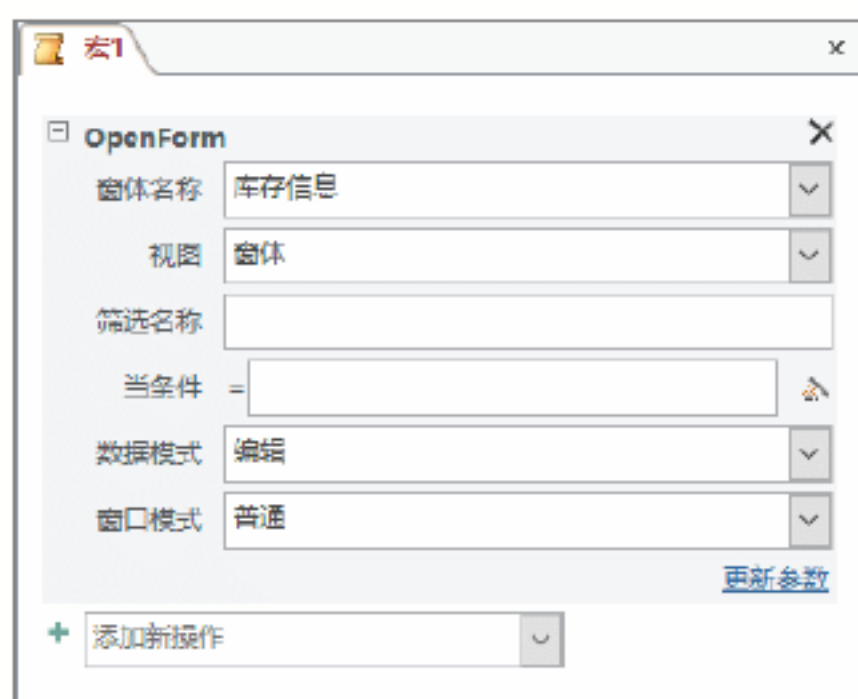 宏1
OpenForm
窗体名称 库存信息
视图 窗体
筛选名称
当条件 =
数据模式 编辑
窗口模式 普通
更新参数
添加新操作